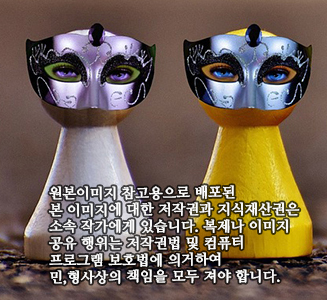 원본이미지 참고용으로 배포된
본 이미지에 대한 저작권과 지식재산권은
소속 작가에게 있습니다. 복제나 이미지
공유 행위는 저작권법 및 컴퓨터
프로그램 보호법에 의거하여
민,형사상의 책임을 모두 져야 합니다.